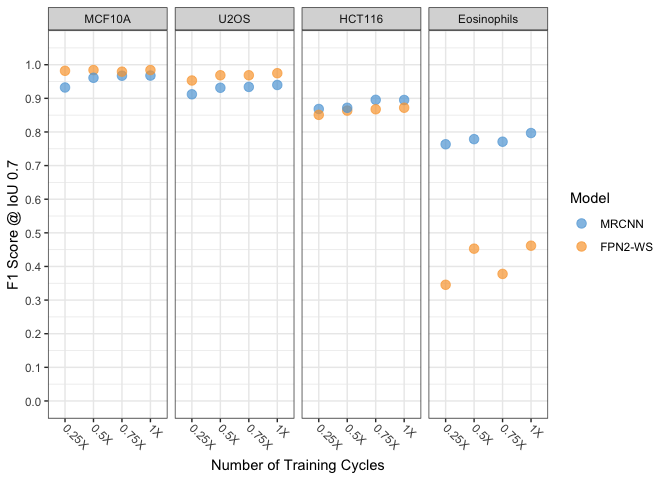 MCF10A
U2OS
HCT116
Eosinophils
F1 Score @ IoU 0.7
1.0
0.9
0.8
0.7
0.6
0.5
0.4
0.3
0.2
0.1
0.0
0.25X 0.5X 0.75X 1X
0.25X 0.5X 0.75X 1X
0.25X 0.5X 0.75X 1X
0.25X 0.5X 0.75X 1X
Number of Training Cycles
Model
MRCNN
FPN2-WS